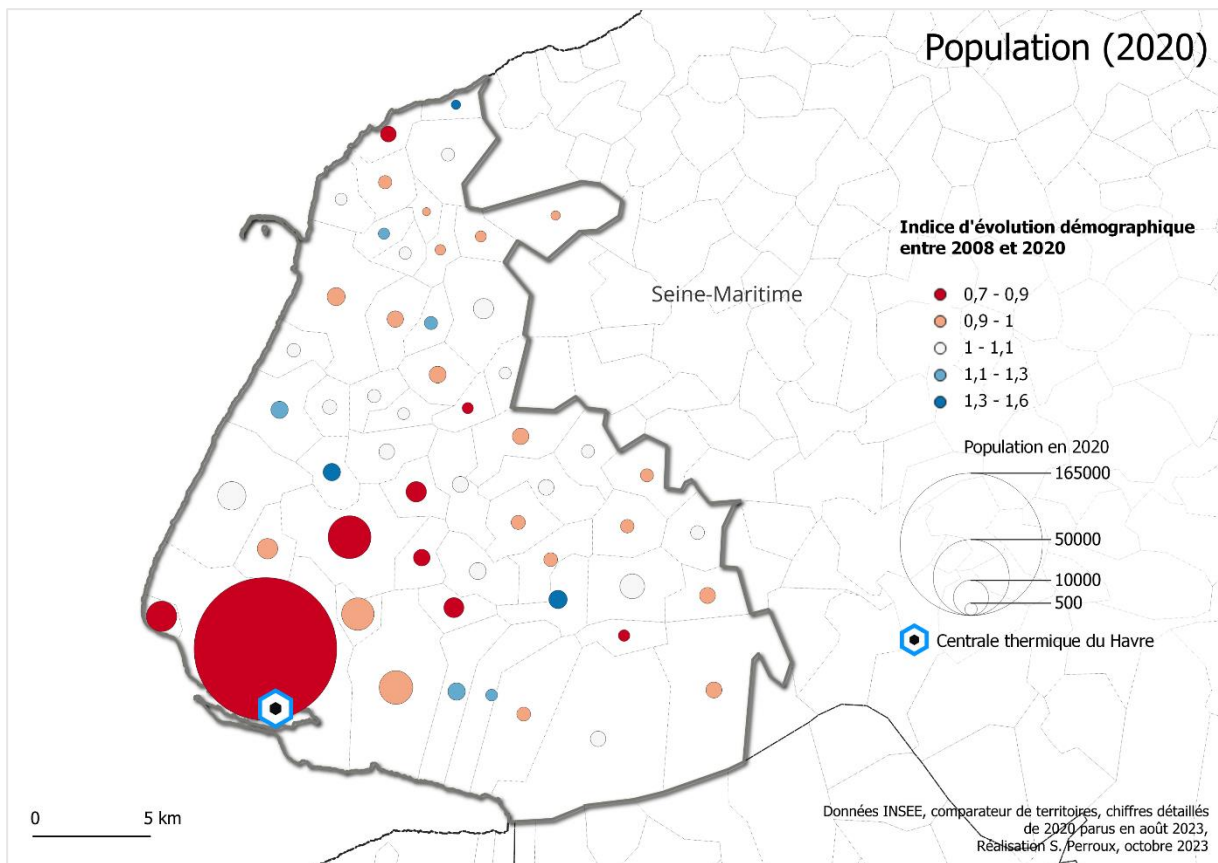 Population (2020)
Indice d'évolution démographique
entre 2008 et 2020
Seine-Maritime
0,7 - 0,9
0,9 - 1
1 - 1,1
1,1 - 1,3
1,3 - 1,6
Population en 2020
165000
50000
10000
500
Centrale thermique du Havre
0 5 km
Données INSEE, comparateur de territoires, chiffres détaillés
de 2020 parus en août 2023,
Réalisation S. Perroux, octobre 2023